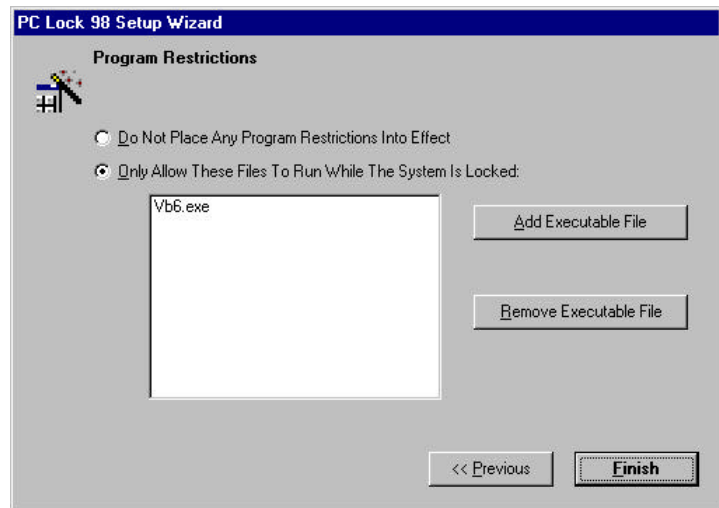 PC Lock 98 Setup Wizard
Program Restrictions
Do Not Place Any Program Restrictions Into Effect
Only Allow These Files To Run While The System Is Locked:
Vb6.exe
Add Executable File
Remove Executable File
<< Previous
Finish